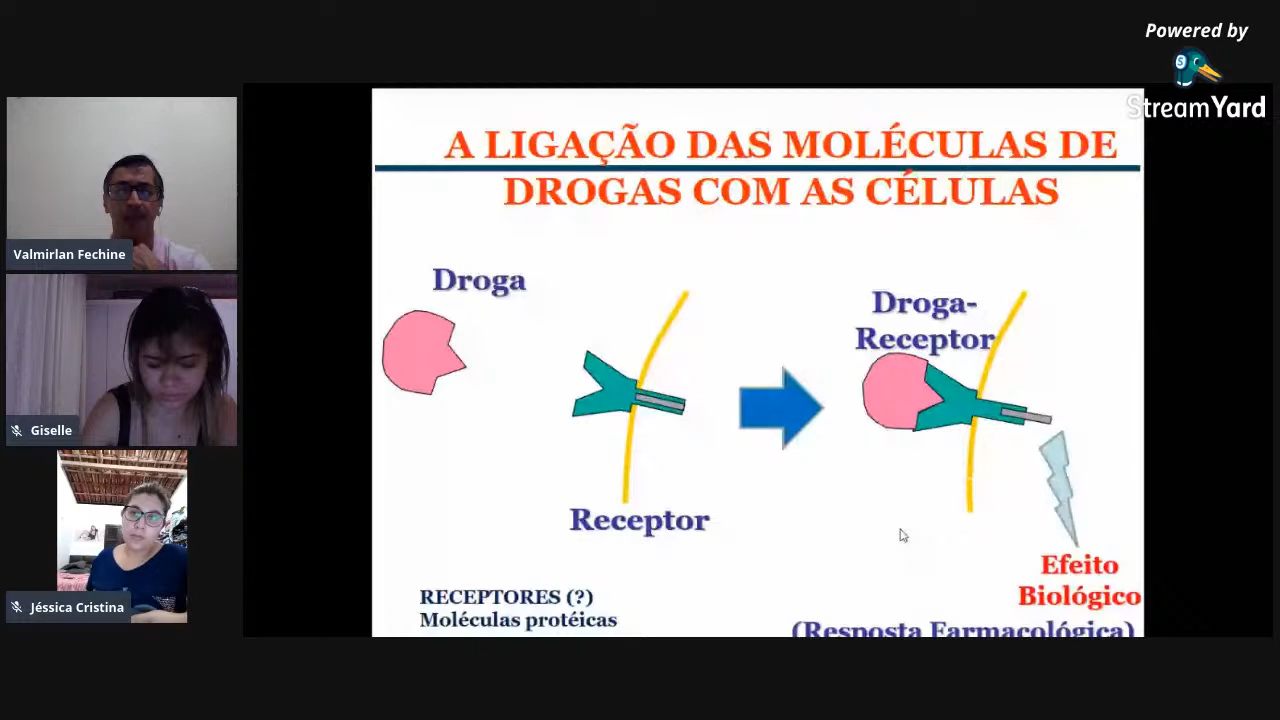 Powered by
StreamYard
A LIGAÇÃO DAS MOLÉCULAS DE
DROGAS COM AS CÉLULAS
Valmirlan Fechine
Giselle
Jéssica Cristina
Droga
Receptor
Droga-
Receptor
Efeito
Biológico
(Resposta Farmacológica)
RECEPTORES (?)
Moléculas protéicas